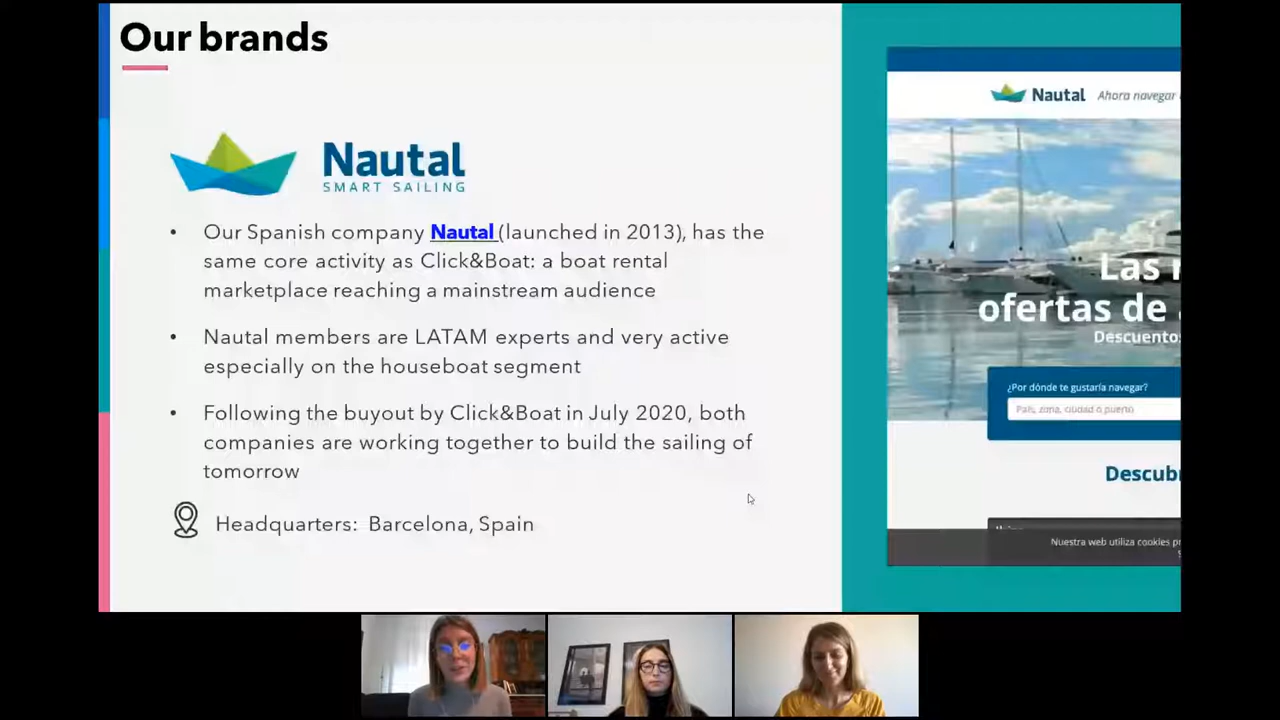 Our brands
Nautal
SMART SAILING
• Our Spanish company Nautal (launched in 2013), has the
same core activity as Click&Boat: a boat rental
marketplace reaching a mainstream audience
• Nautal members are LATAM experts and very active
especially on the houseboat segment
• Following the buyout by Click&Boat in July 2020, both
companies are working together to build the sailing of
tomorrow
Headquarters: Barcelona, Spain
Nautal Ahora navegar
Las
ofertas de
Descuentos
¿Por dónde te gustaría navegar?
País, zona, ciudad o puerto
Descub
Nuestra web utiliza cookies